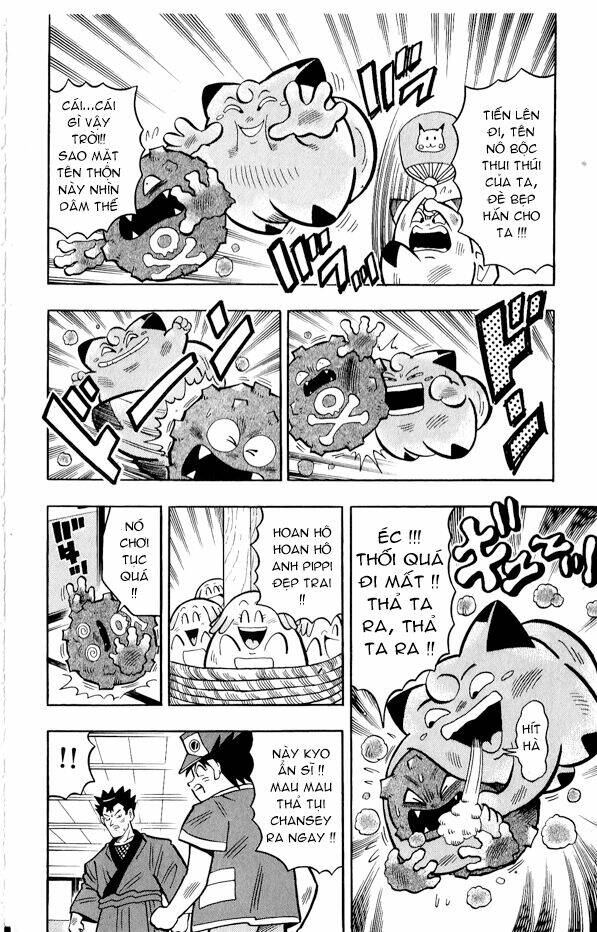 TIẾN LÊN
ĐI, TÊN
NÔ BỘC
THUI THÚI
CỦA TA,
ĐÈ BẸP
HẮN CHO
TA !!!
CÁI...CÁI
GÌ VẬY
TRỜI!!
SAO MẶT
TÊN THỘN
NÀY NHÌN
DÂM THẾ
ÉC !!!
THỐI QUÁ
ĐI MẤT !!
THẢ TA
RA, THẢ
TA RA !!
HÍT
HÀ
HOAN HÔ
HOAN HÔ
ANH PIPPI
ĐẸP TRAI
!!
NÓ
CHƠI
TỤC
QUÁ
!!
NÀY KYO
ẨN SĨ !!
MAU MAU
THẢ TỤI
CHANSEY
RA NGAY !!
!!